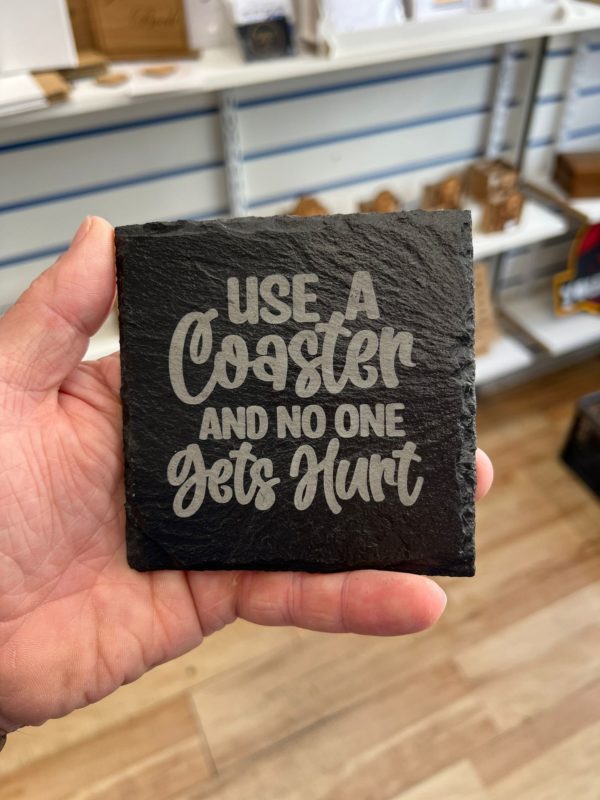 USE A
Coaster
AND NO ONE
gets Hurt